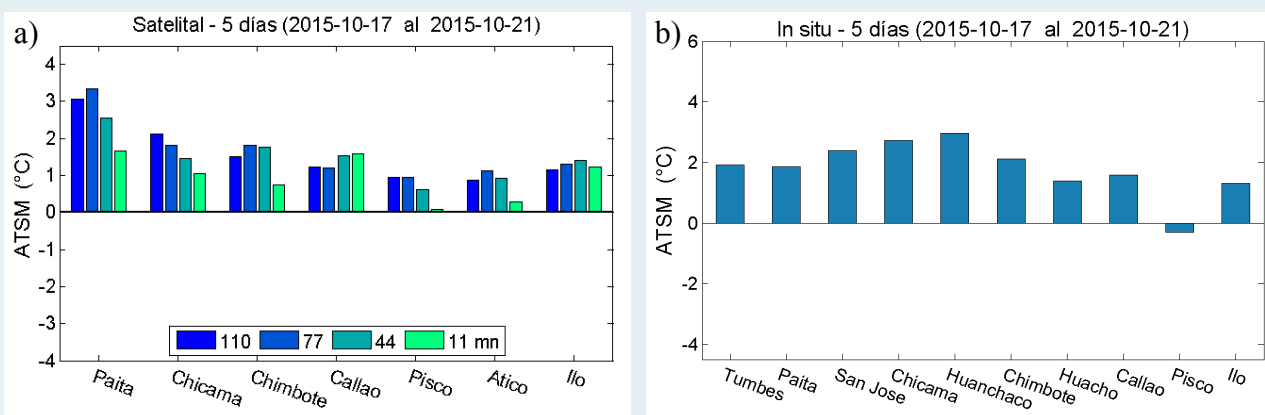 a)
Satelital - 5 días (2015-10-17 al 2015-10-21)
ATSM (°C)
4
3
2
1
0
-1
-2
-3
-4
110 77 44 11 mn
Paita Chicama Chimbote Callao Pisco Atico Ilo
b)
In situ - 5 días (2015-10-17 al 2015-10-21)
ATSM (°C)
6
4
2
0
-2
-4
Tumbes Paita San Jose Chicama Huanchaco Chimbote Huacho Callao Pisco Ilo